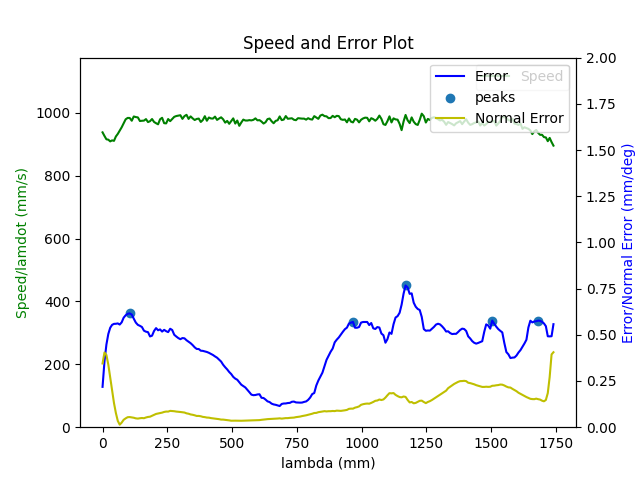 Speed and Error Plot
Speed/lamdot (mm/s)
1000
800
600
400
200
0
Error
peaks
Normal Error
Speed
2.00
1.75
1.50
1.25
1.00
0.75
0.50
0.25
0.00
Error/Normal Error (mm/deg)
0 250 500 750 1000 1250 1500 1750
lambda (mm)